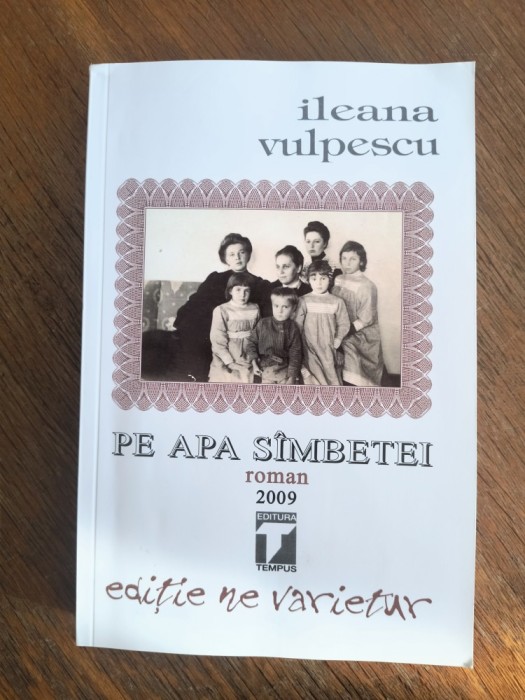 ileana
vulpescu
PE APA SÎMBETEI
roman
2009
EDITURA
T
TEMPUS
ediție ne varietur